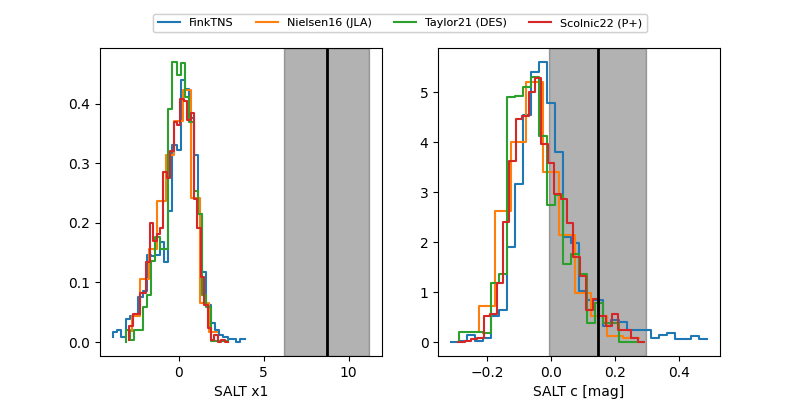 FinkTNS Nielsen16 (JLA) Taylor21 (DES) Scolnic22 (P+)
0.4
0.3
0.2
0.1
0.0
0 5 10
SALT x1
5
4
3
2
1
0
−0.2 0.0 0.2 0.4
SALT c [mag]